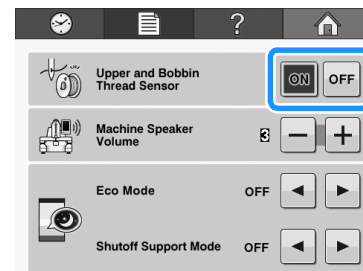 ?
Upper and Bobbin
Thread Sensor
ON OFF
Machine Speaker
Volume
3 − +
Eco Mode OFF
Shutoff Support Mode OFF